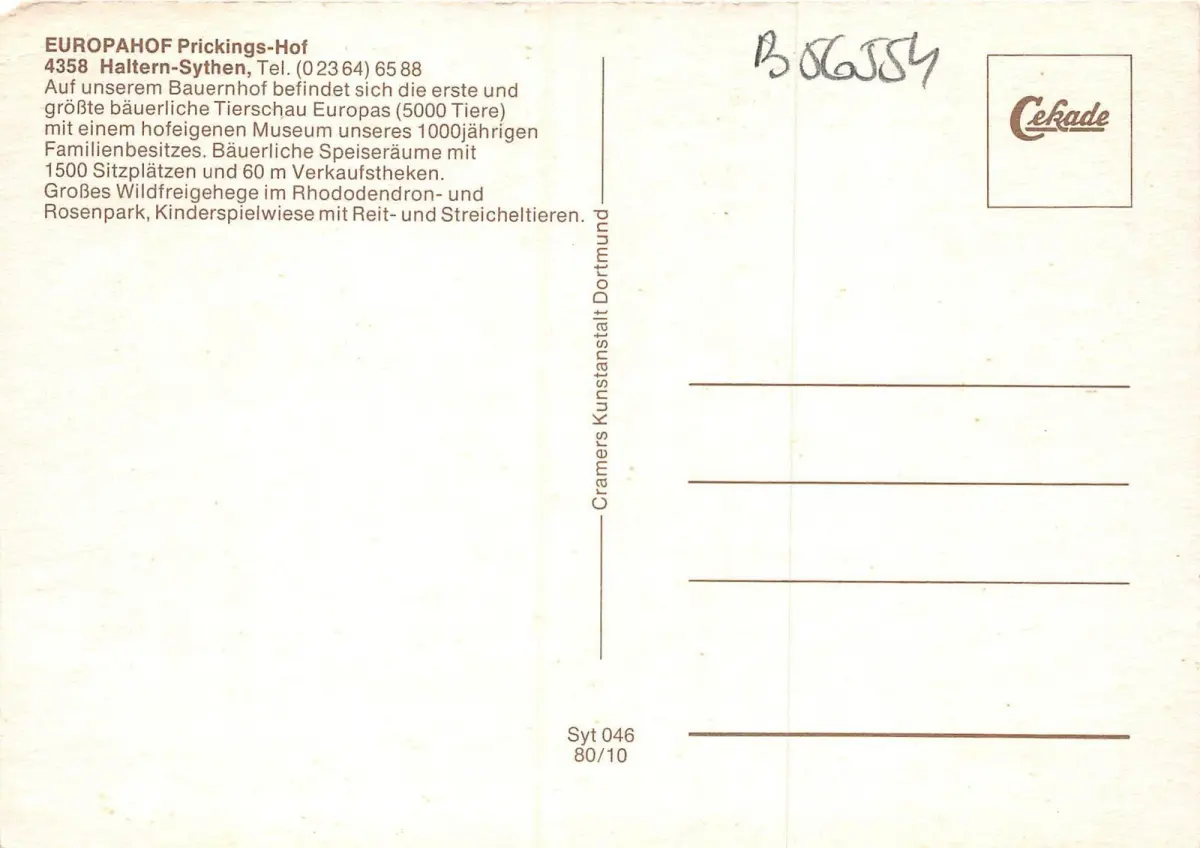 EUROPAHOF Prickings-Hof
4358 Haltern-Sythen, Tel. (0 23 64) 65 88
Auf unserem Bauernhof befindet sich die erste und
größte bäuerliche Tierschau Europas (5000 Tiere)
mit einem hofeigenen Museum unseres 1000jährigen
Familienbesitzes. Bäuerliche Speiseräume mit
1500 Sitzplätzen und 60 m Verkaufstheken.
Großes Wildfreigehege im Rhododendron- und
Rosenpark, Kinderspielwiese mit Reit- und Streicheltieren.
Cramers Kunstanstalt Dortmund
Syt 046
80/10
B 056554
Cekade